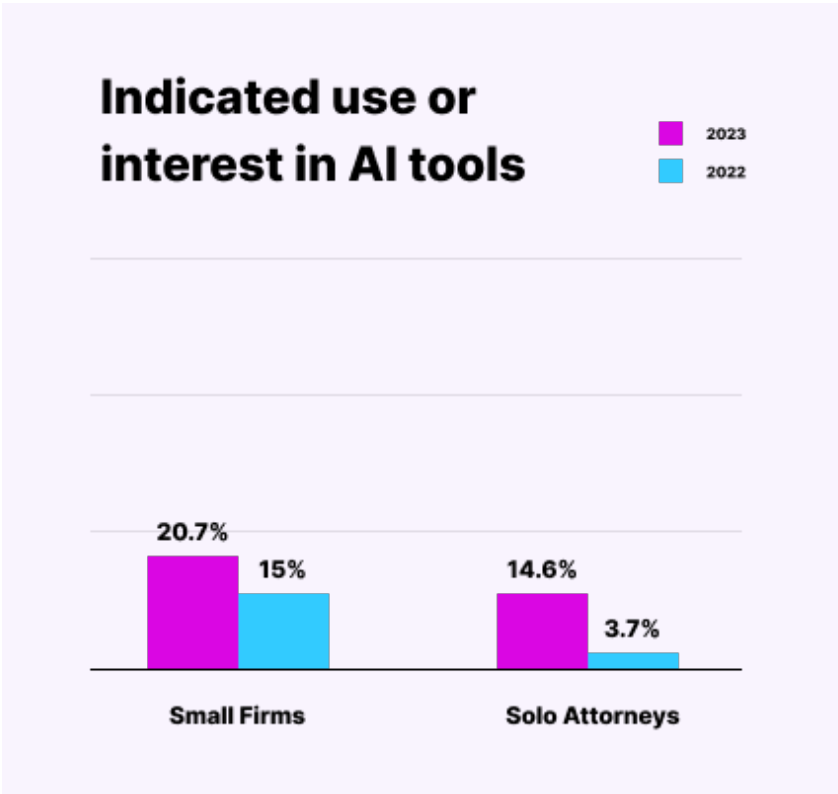 Indicated use or
interest in AI tools
2023
2022
20.7%
15%
14.6%
3.7%
Small Firms
Solo Attorneys